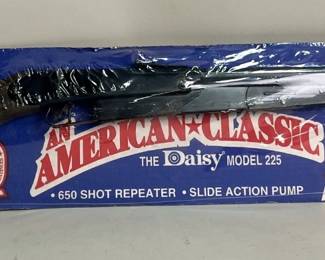 AN
AMERICAN★CLASSIC
THE Daisy MODEL 225
• 650 SHOT REPEATER • SLIDE ACTION PUMP